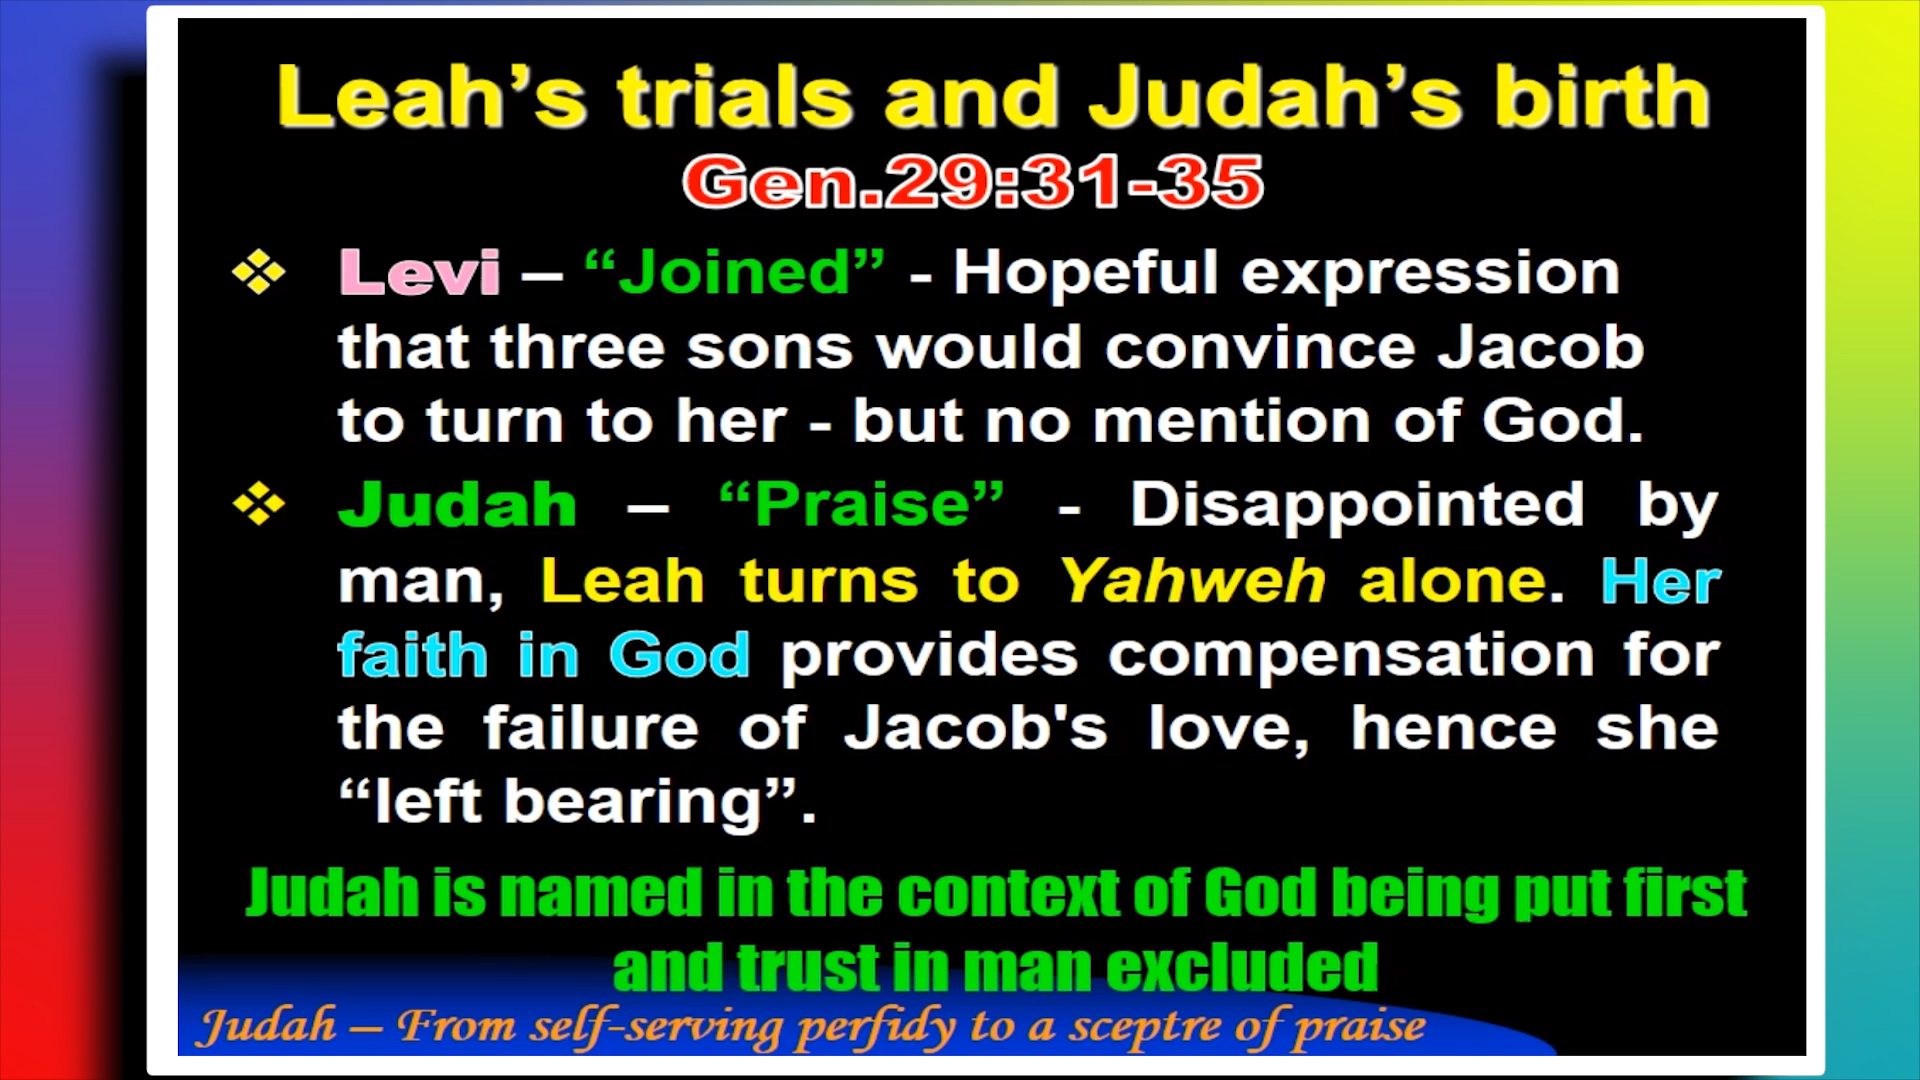 Leah’s trials and Judah’s birth
Gen.29:31-35
❖ Levi – “Joined” - Hopeful expression
that three sons would convince Jacob
to turn to her - but no mention of God.
❖ Judah – “Praise” - Disappointed by
man, Leah turns to Yahweh alone. Her
faith in God provides compensation for
the failure of Jacob's love, hence she
“left bearing”.
Judah is named in the context of God being put first
and trust in man excluded
Judah – From self-serving perfidy to a sceptre of praise